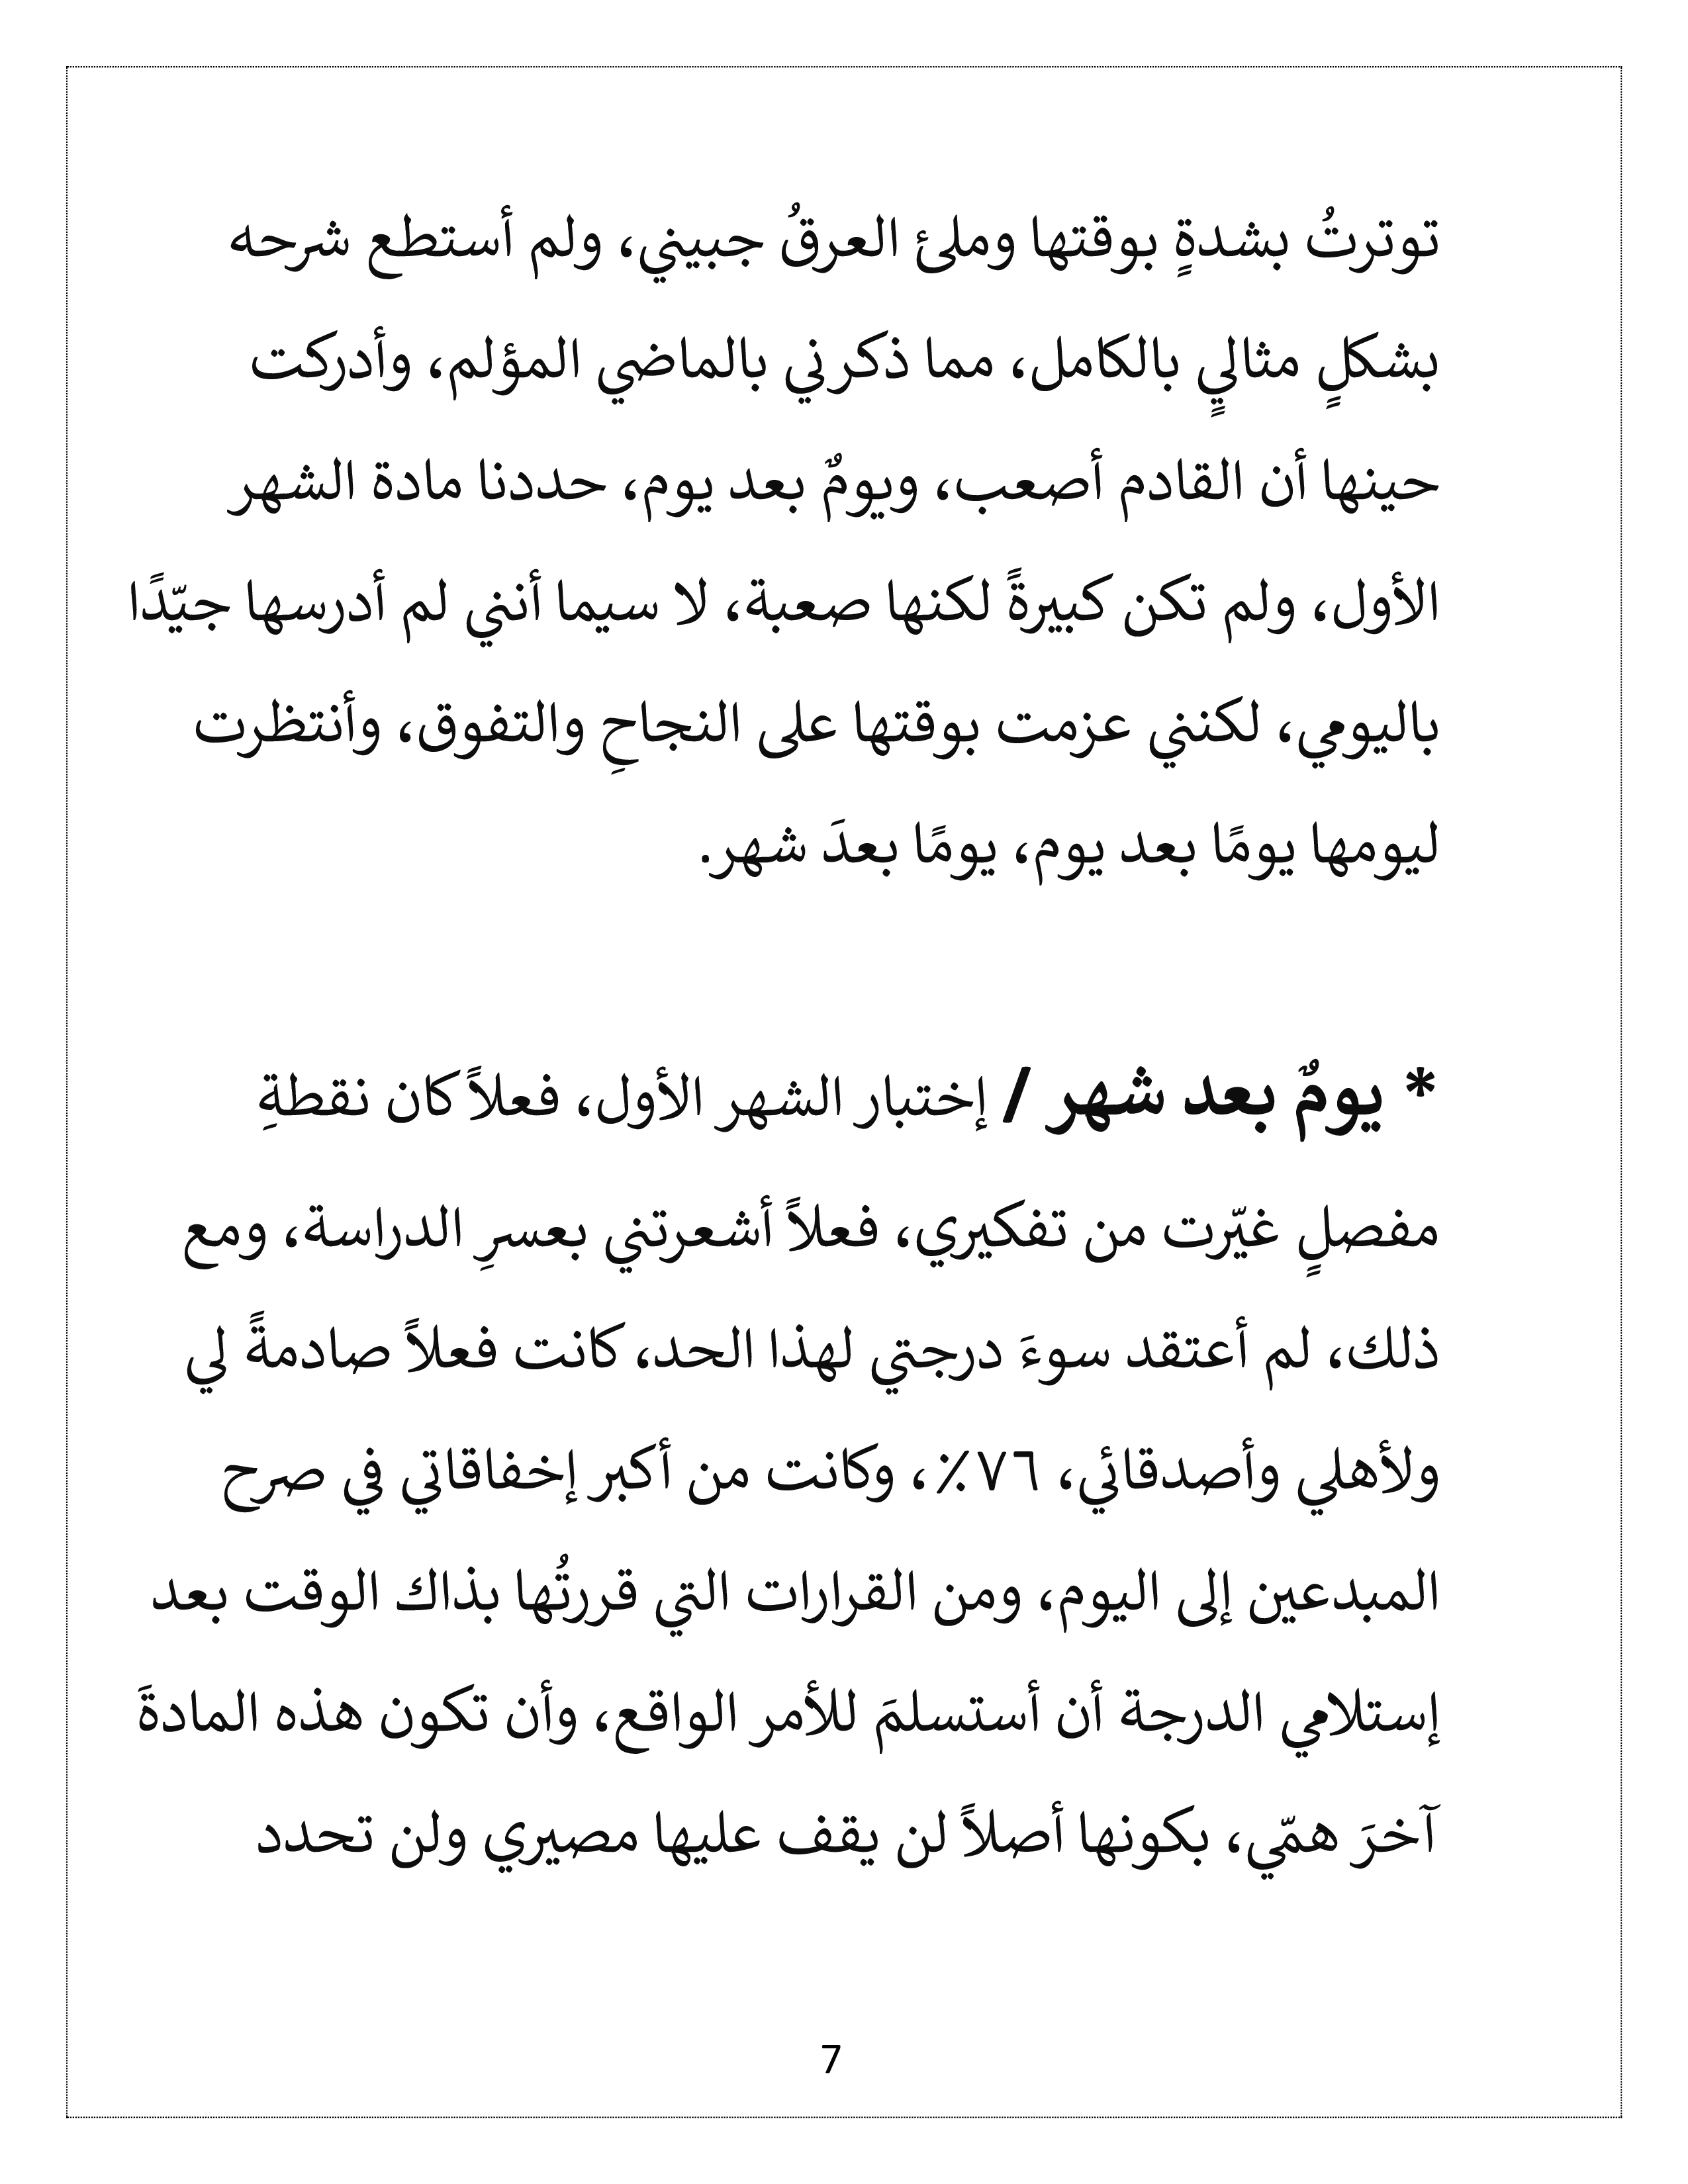 توترتُ بشدةٍ بوقتها وملئ العرقُ جبيني، ولم أستطع شرحه
بشكلٍ مثاليٍ بالكامل، مما ذكرني بالماضي المؤلم، وأدركت
حينها أن القادم أصعب، ويومٌ بعد يوم، حددنا مادة الشهر
الأول، ولم تكن كبيرةً لكنها صعبة، لا سيما أنني لم أدرسها جيّدًا
باليومي، لكنني عزمت بوقتها على النجاحِ والتفوق، وأنتظرت
ليومها يومًا بعد يوم، يومًا بعدَ شهر.
* يومٌ بعد شهر / إختبار الشهر الأول، فعلاً كان نقطةِ
مفصلٍ غيّرت من تفكيري، فعلاً أشعرتني بعسرِ الدراسة، ومع
ذلك، لم أعتقد سوءَ درجتي لهذا الحد، كانت فعلاً صادمةً لي
ولأهلي وأصدقائي، ٧٦٪، وكانت من أكبر إخفاقاتي في صرح
المبدعين إلى اليوم، ومن القرارات التي قررتُها بذاك الوقت بعد
إستلامي الدرجة أن أستسلمَ للأمر الواقع، وأن تكون هذه المادةَ
آخرَ همّي، بكونها أصلاً لن يقف عليها مصيري ولن تحدد
7